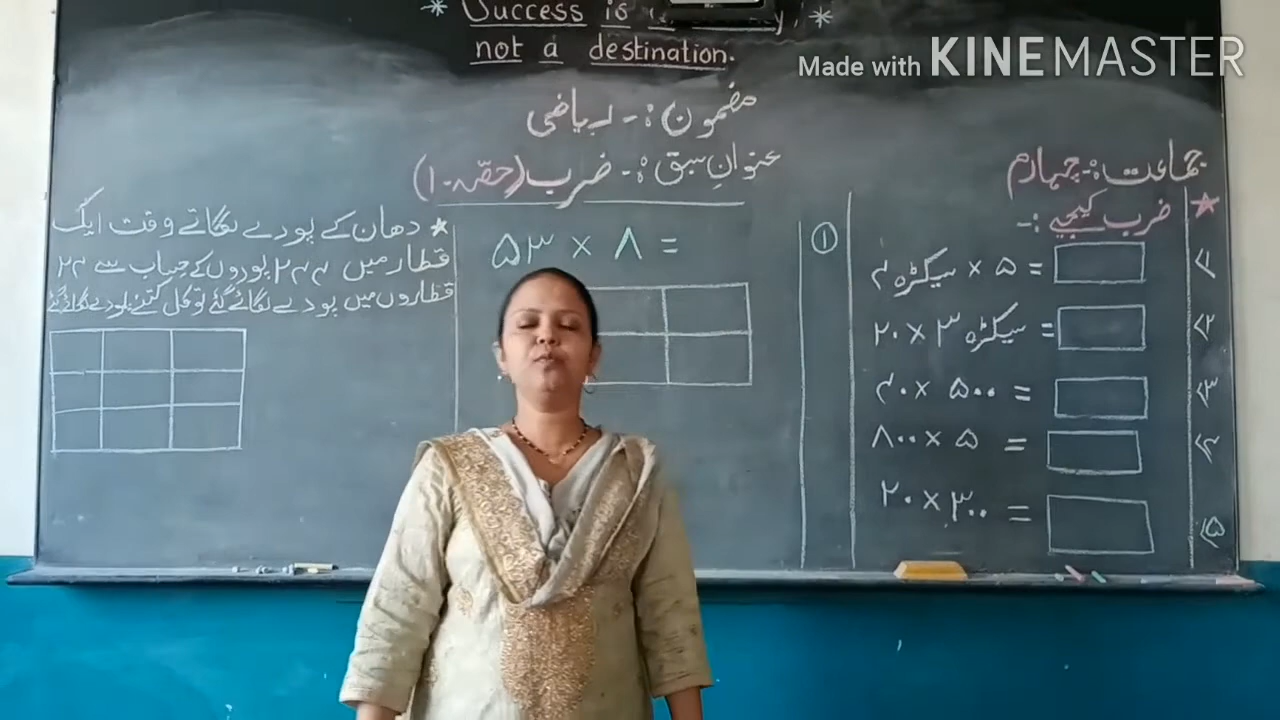 * Success is a journey, *
not a destination.
Made with KINEMASTER
مضمون :- ریاضی
عنوانِ سبق :- ضرب (حصّہ-۱)
جماعت :- چہارم
★ ضرب کیجیے :-
۱) ۴ سیکڑہ × ۵ =
۲) ۲۰ × ۳ سیکڑہ =
۳) ۴۰ × ۵۰۰ =
۴) ۸۰۰ × ۵ =
۵) ۲۰ × ۳۰۰ =
①
۵۳ × ۸ =
★ دھان کے پودے لگاتے وقت ایک
قطار میں ۲۴۴ پودوں کے حساب سے ۲۴
قطاروں میں پودے لگائے گئے تو کل کتنے پودے لگائے گئے